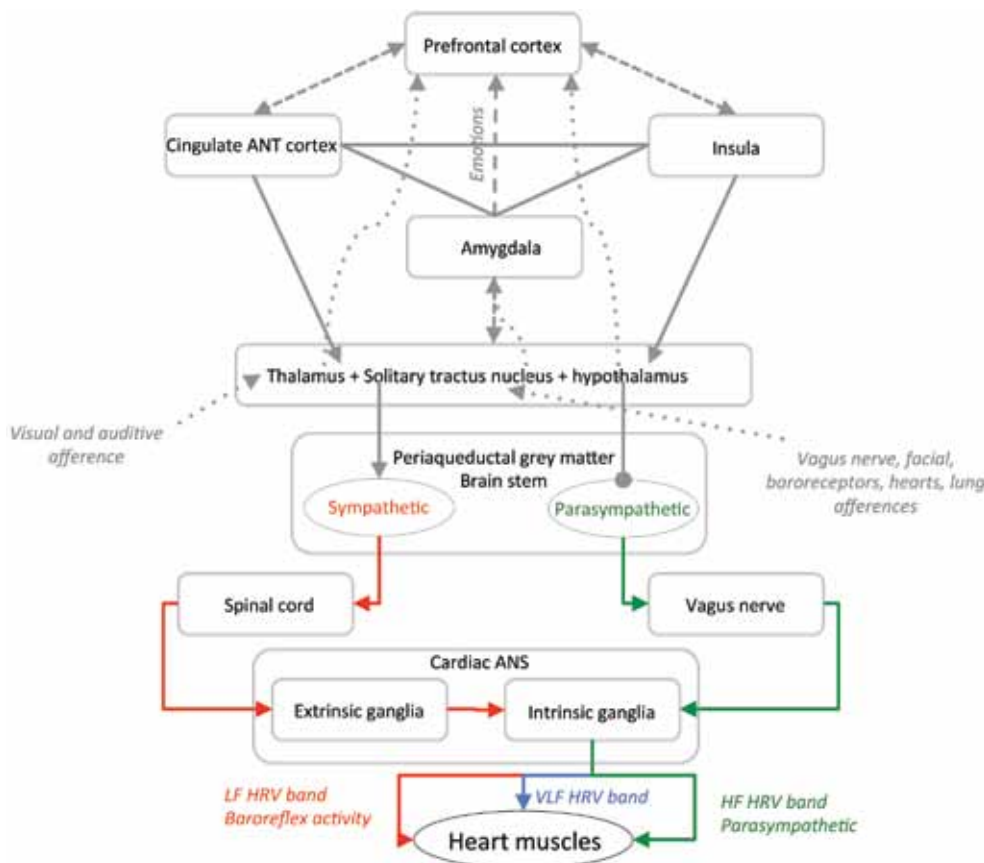 Prefrontal cortex
Emotions
Cingulate ANT cortex
Insula
Amygdala
Thalamus + Solitary tractus nucleus + hypothalamus
Visual and auditive
afference
Periaqueductal grey matter
Brain stem
Vagus nerve, facial,
baroreceptors, hearts, lung
afferences
Sympathetic
Parasympathetic
Spinal cord
Vagus nerve
Cardiac ANS
Extrinsic ganglia
Intrinsic ganglia
LF HRV band
Baroreflex activity
VLF HRV band
HF HRV band
Parasympathetic
Heart muscles